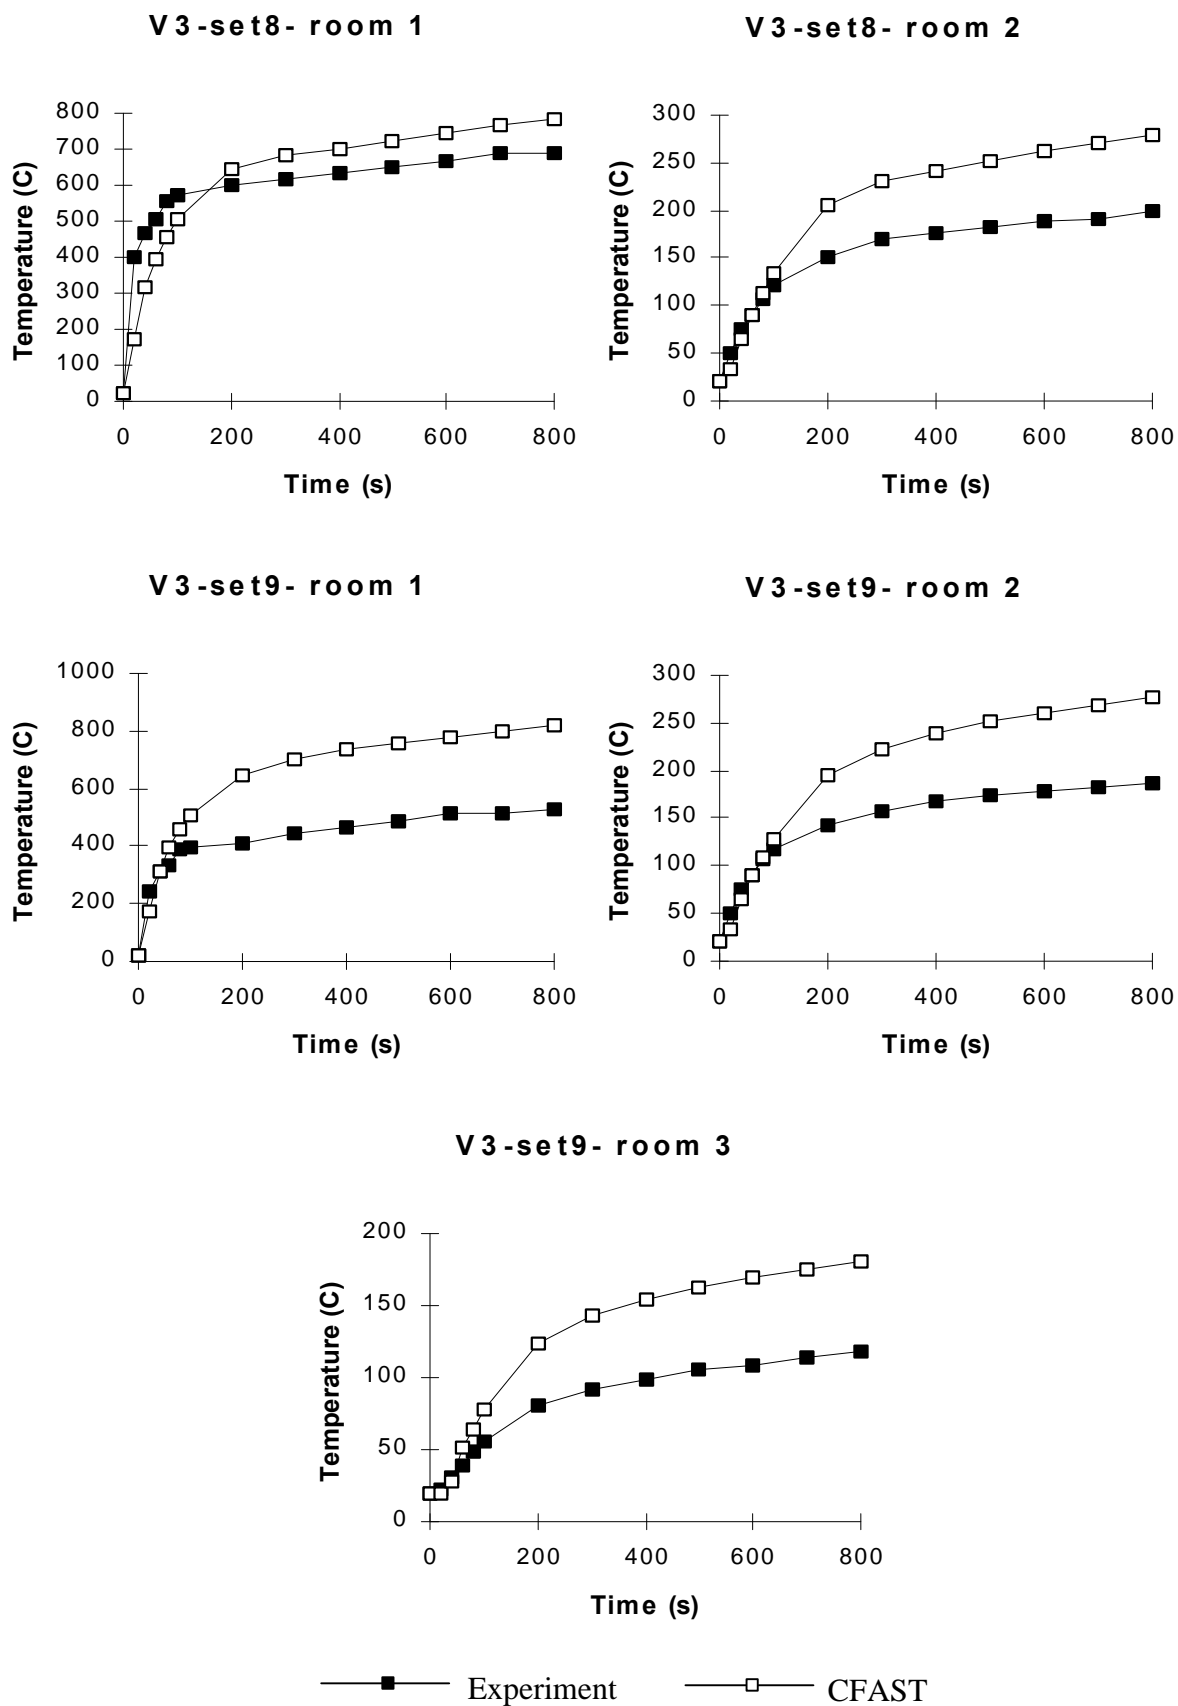 V3-set8- room 1
V3-set8- room 2
800
700
600
500
400
300
200
100
0
Temperature (C)
0 200 400 600 800
Time (s)
300
250
200
150
100
50
0
Temperature (C)
0 200 400 600 800
Time (s)
V3-set9- room 1
V3-set9- room 2
1000
800
600
400
200
0
Temperature (C)
0 200 400 600 800
Time (s)
300
250
200
150
100
50
0
Temperature (C)
0 200 400 600 800
Time (s)
V3-set9- room 3
200
150
100
50
0
Temperature (C)
0 200 400 600 800
Time (s)
Experiment
CFAST